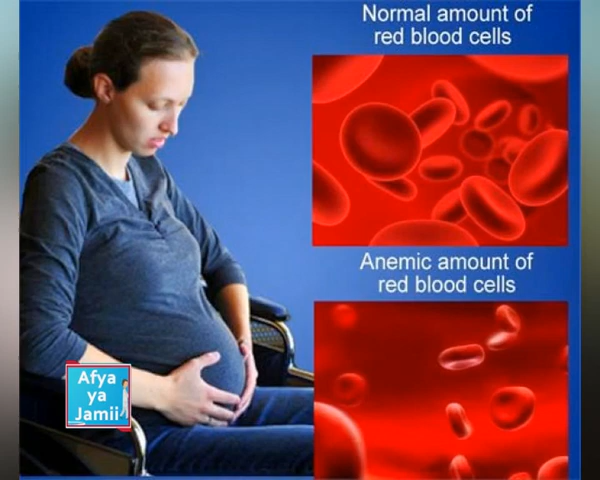 Normal amount of
red blood cells
Anemic amount of
red blood cells
Afya
ya
Jamii